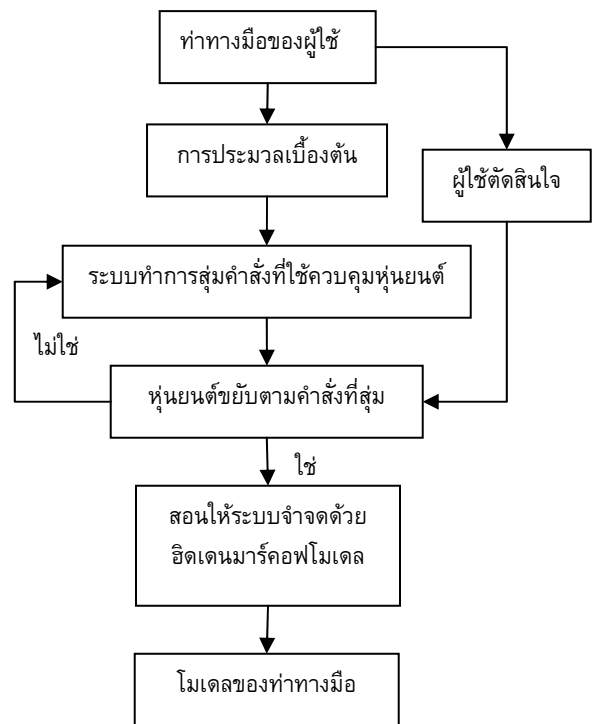 ท่าทางมือของผู้ใช้
การประมวลเบื้องต้น
ผู้ใช้ตัดสินใจ
ระบบทำการสุ่มคำสั่งที่ใช้ควบคุมหุ่นยนต์
ไม่ใช่
หุ่นยนต์ขยับตามคำสั่งที่สุ่ม
ใช่
สอนให้ระบบจำจดด้วย
ฮิดเดนมาร์คอฟโมเดล
โมเดลของท่าทางมือ